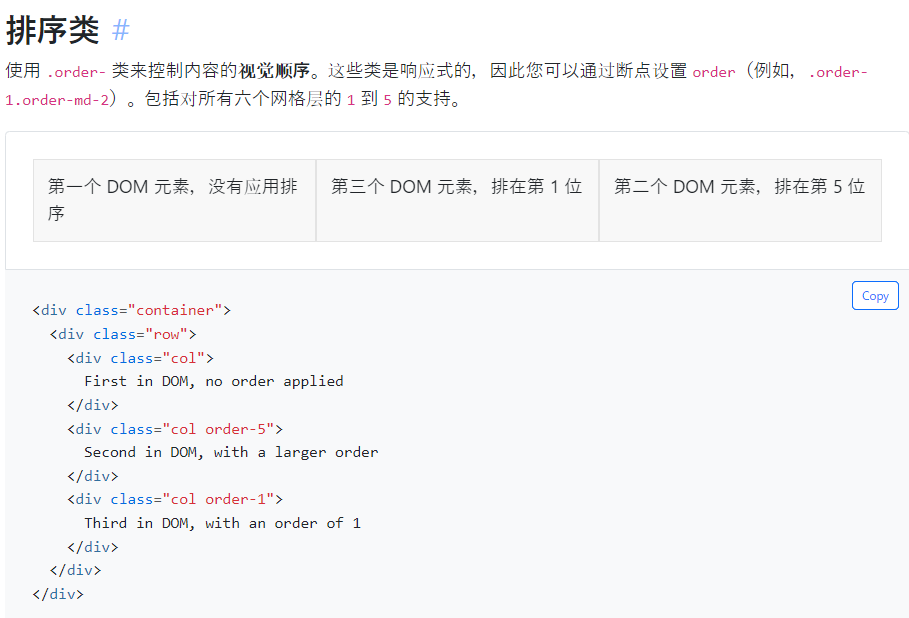 排序类 #
使用 .order- 类来控制内容的视觉顺序。这些类是响应式的，因此您可以通过断点设置 order（例如，.order-
1.order-md-2）。包括对所有六个网格层的 1 到 5 的支持。
第一个 DOM 元素，没有应用排
序
第三个 DOM 元素，排在第 1 位
第二个 DOM 元素，排在第 5 位
Copy
<div class="container">
  <div class="row">
    <div class="col">
      First in DOM, no order applied
    </div>
    <div class="col order-5">
      Second in DOM, with a larger order
    </div>
    <div class="col order-1">
      Third in DOM, with an order of 1
    </div>
  </div>
</div>